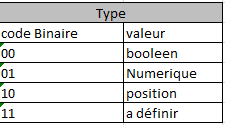 Type
code Binaire valeur
00 booleen
01 Numerique
10 position
11 a définir